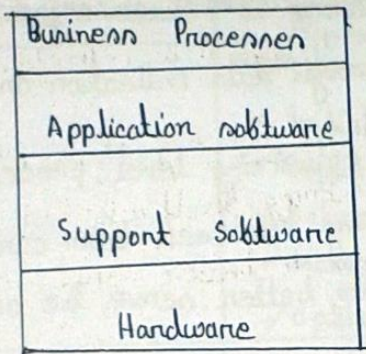 Business Processes
Application software
Support Software
Hardware